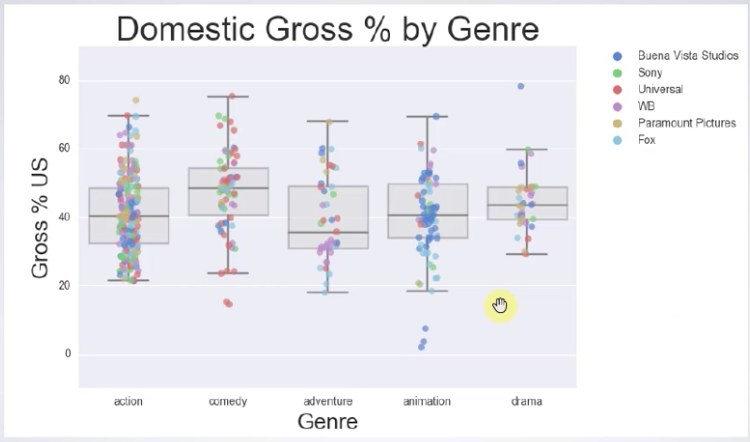 Domestic Gross % by Genre
Buena Vista Studios
Sony
Universal
WB
Paramount Pictures
Fox
Gross % US
80
60
40
20
0
action comedy adventure animation drama
Genre